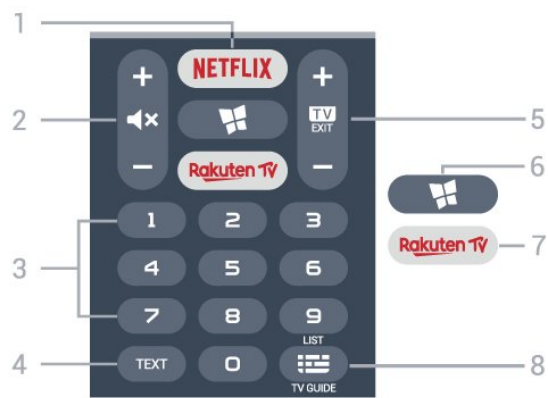 1
NETFLIX
+ +
2
TV
EXIT
5
6
- -
Rakuten TV
Rakuten TV
7
1 2 3
3
4 5 6
7 8 9
LIST
4
TEXT 0
8
TV GUIDE